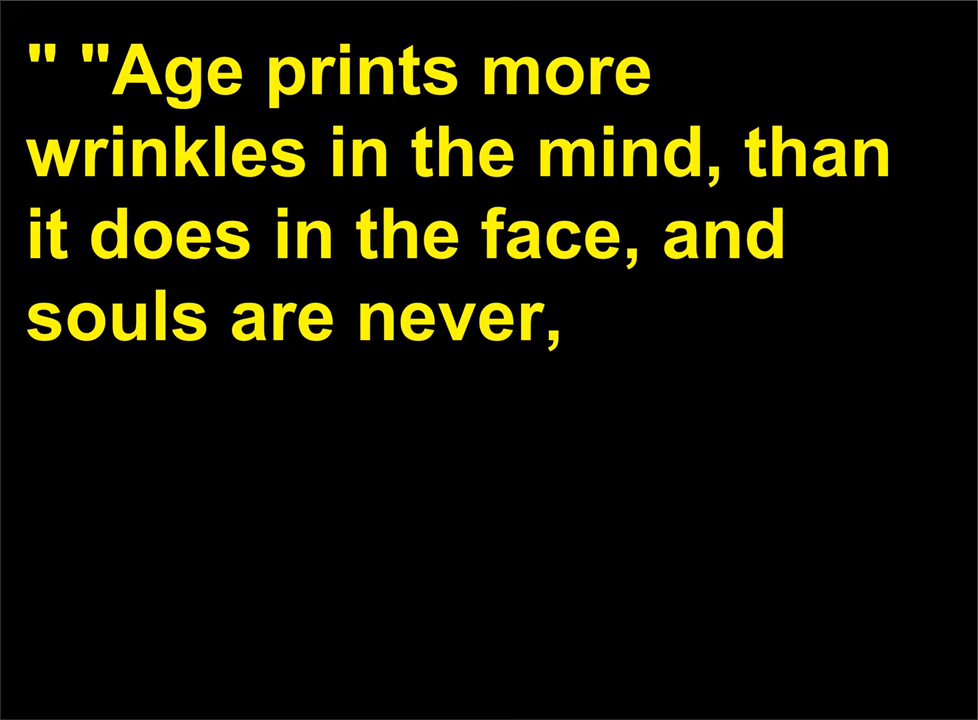 " "Age prints more
wrinkles in the mind, than
it does in the face, and
souls are never,